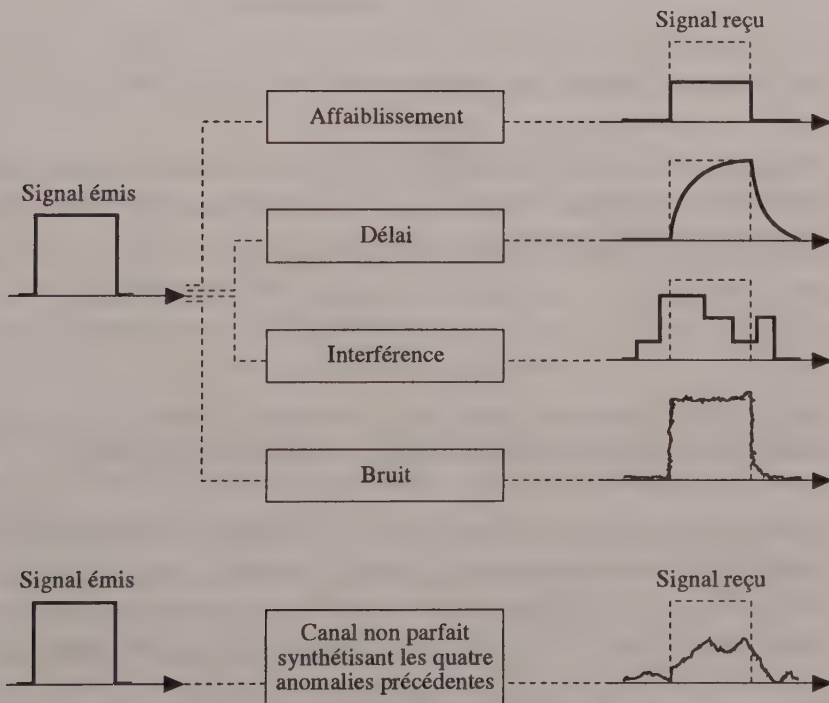 Signal reçu
Affaiblissement
Signal émis
Délai
Interférence
Bruit
Signal émis
Signal reçu
Canal non parfait
synthétisant les quatre
anomalies précédentes